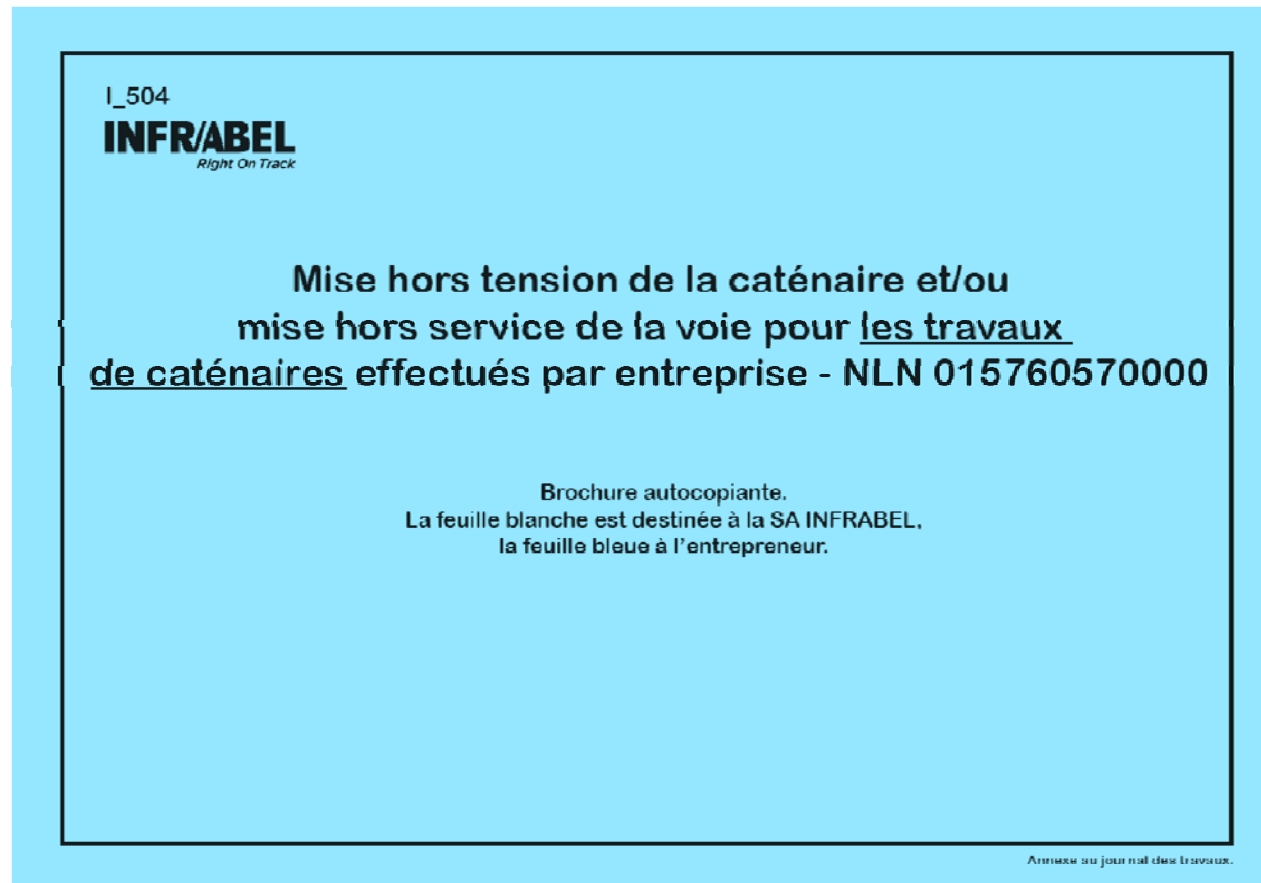 I_504
INFR/ABEL
Right On Track
Mise hors tension de la caténaire et/ou
mise hors service de la voie pour les travaux
de caténaires effectués par entreprise - NLN 015760570000
Brochure autocopiante.
La feuille blanche est destinée à la SA INFRABEL,
la feuille bleue à l'entrepreneur.
Annexe au journal des travaux.